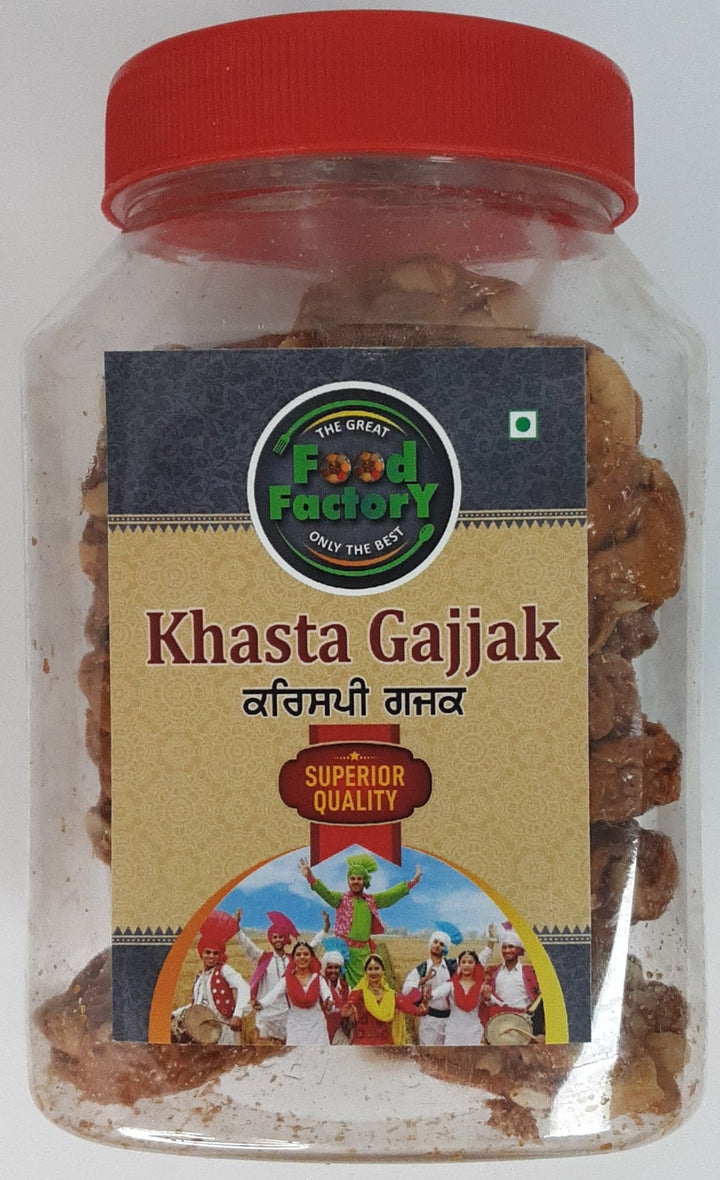 THE GREAT
Food
Factory
ONLY THE BEST
Khasta Gajjak
ਕਰਿਸਪੀ ਗਜਕ
SUPERIOR
QUALITY